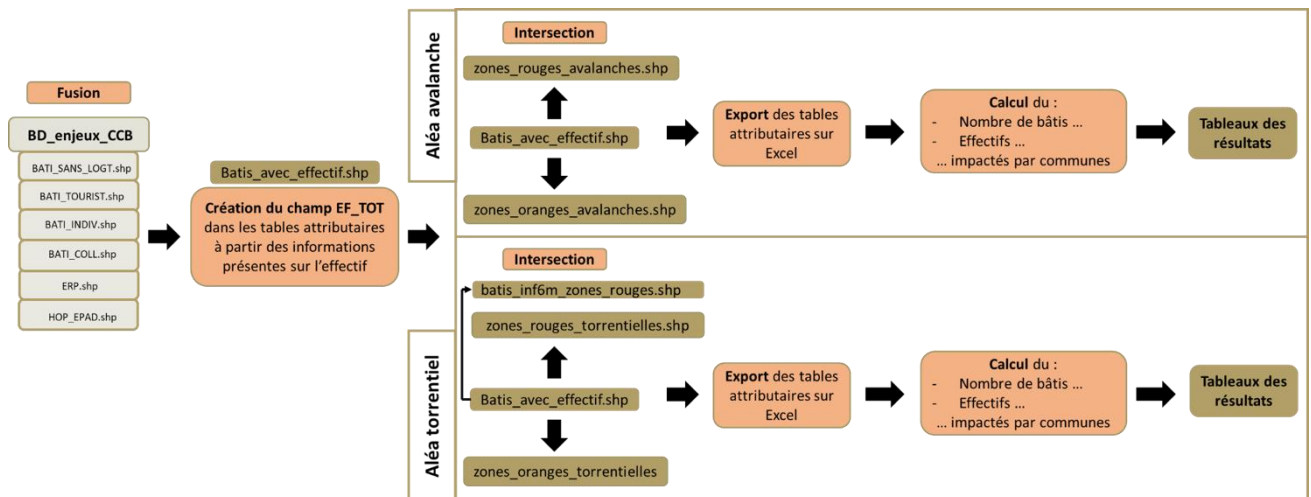 Fusion
BD_enjeux_CCB
BATI_SANS_LOGT.shp
BATI_TOURIST.shp
BATI_INDIV.shp
BATI_COLL.shp
ERP.shp
HOP_EPAD.shp
Batis_avec_effectif.shp
Création du champ EF_TOT
dans les tables attributaires
à partir des informations
présentes sur l'effectif
Aléa avalanche
Intersection
zones_rouges_avalanches.shp
Batis_avec_effectif.shp
zones_oranges_avalanches.shp
Export des tables
attributaires sur
Excel
Calcul du :
- Nombre de bâtis ...
- Effectifs ...
... impactés par communes
Tableaux des
résultats
Aléa torrentiel
Intersection
batis_inf6m_zones_rouges.shp
zones_rouges_torrentielles.shp
Batis_avec_effectif.shp
zones_oranges_torrentielles
Export des tables
attributaires sur
Excel
Calcul du :
- Nombre de bâtis ...
- Effectifs ...
... impactés par communes
Tableaux des
résultats